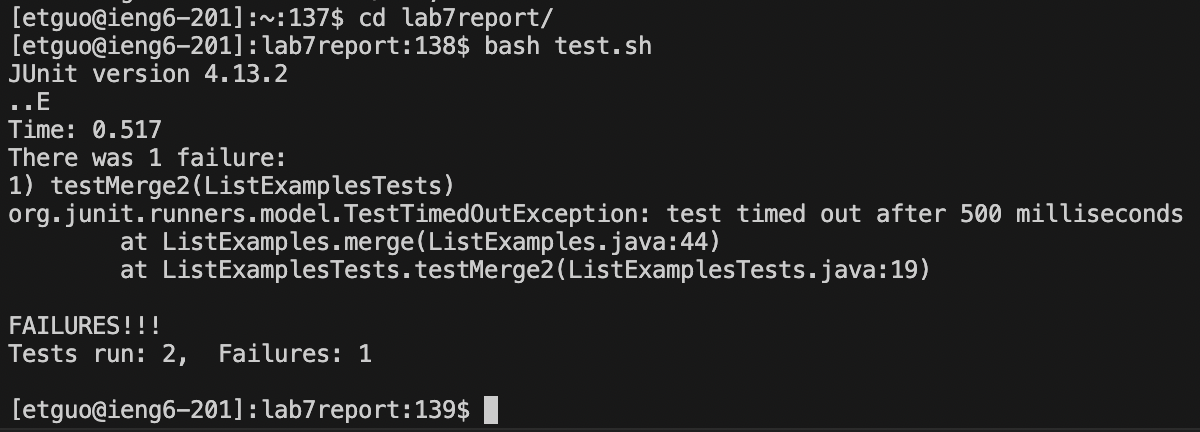 [etguo@ieng6-201]:~:137$ cd lab7report/
[etguo@ieng6-201]:lab7report:138$ bash test.sh
JUnit version 4.13.2
..E
Time: 0.517
There was 1 failure:
1) testMerge2(ListExamplesTests)
org.junit.runners.model.TestTimedOutException: test timed out after 500 milliseconds
        at ListExamples.merge(ListExamples.java:44)
        at ListExamplesTests.testMerge2(ListExamplesTests.java:19)

FAILURES!!!
Tests run: 2,  Failures: 1

[etguo@ieng6-201]:lab7report:139$